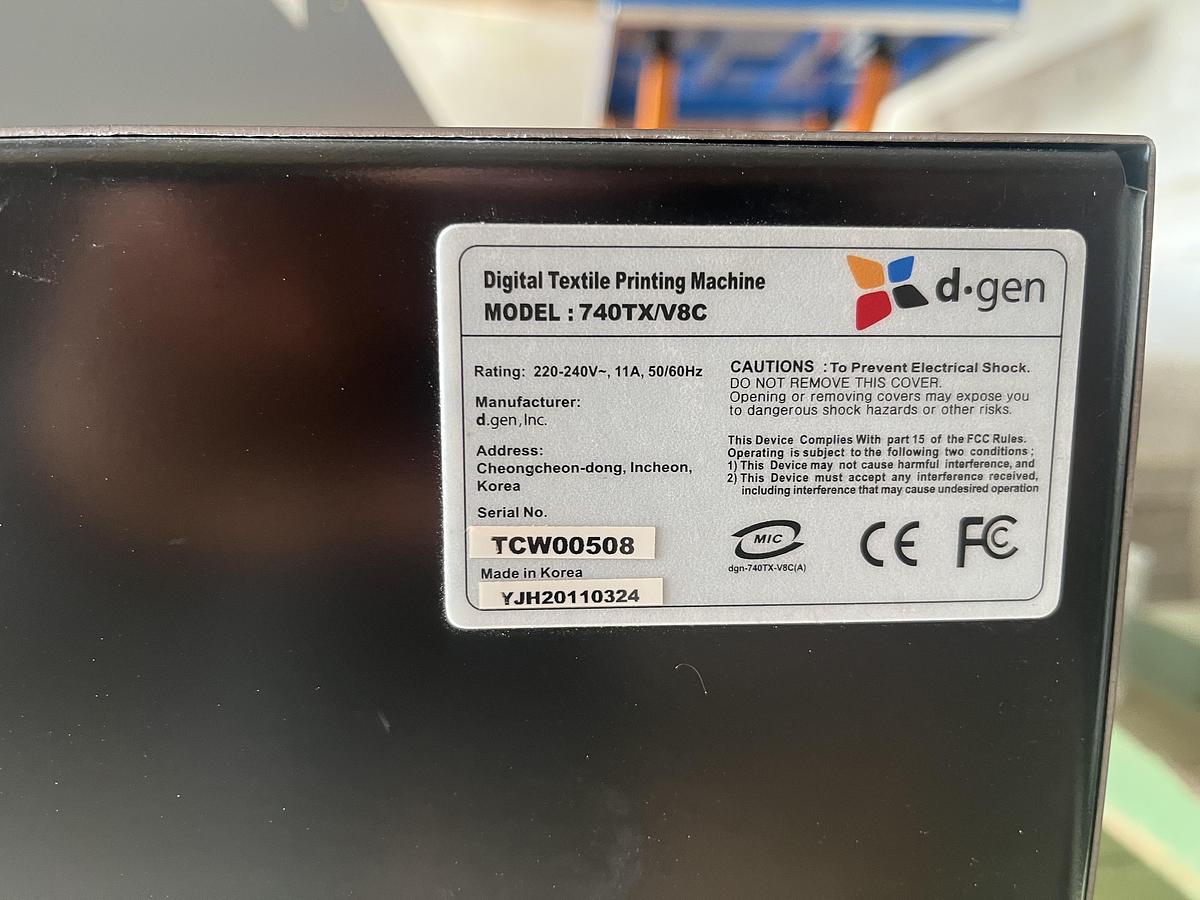 Digital Textile Printing Machine
MODEL : 740TX/V8C
d·gen
Rating: 220-240V~, 11A, 50/60Hz
Manufacturer:
d.gen, Inc.
Address:
Cheongcheon-dong, Incheon,
Korea
Serial No.
TCW00508
Made in Korea
YJH20110324
CAUTIONS : To Prevent Electrical Shock.
DO NOT REMOVE THIS COVER.
Opening or removing covers may expose you
to dangerous shock hazards or other risks.
This Device Complies With part 15 of the FCC Rules.
Operating is subject to the following two conditions ;
1) This Device may not cause harmful interference, and
2) This Device must accept any interference received,
including interference that may cause undesired operation
MIC
dgn-740TX-V8C(A)
CE
FC